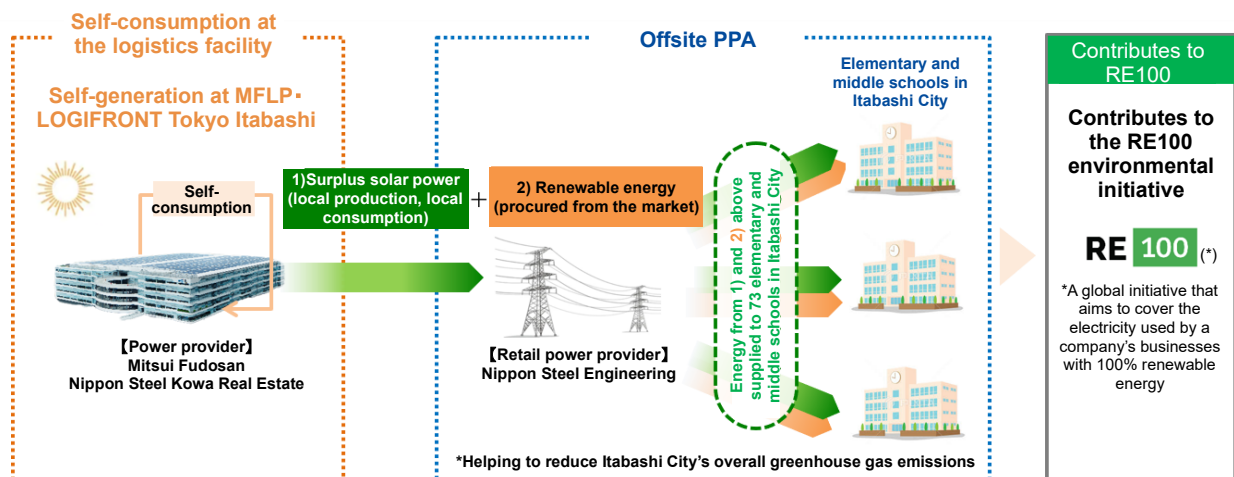 Self-consumption at
the logistics facility
Self-generation at MFLP・
LOGIFRONT Tokyo Itabashi
Self-
consumption
【Power provider】
Mitsui Fudosan
Nippon Steel Kowa Real Estate
1)Surplus solar power
(local production, local
consumption)
+
Offsite PPA
2) Renewable energy
(procured from the market)
【Retail power provider】
Nippon Steel Engineering
Energy from 1) and 2) above
supplied to 73 elementary and
middle schools in Itabashi City
Elementary and
middle schools in
Itabashi City
*Helping to reduce Itabashi City's overall greenhouse gas emissions
Contributes to
RE100
Contributes to
the RE100
environmental
initiative
RE 100 (*)
*A global initiative that
aims to cover the
electricity used by a
company's businesses
with 100% renewable
energy